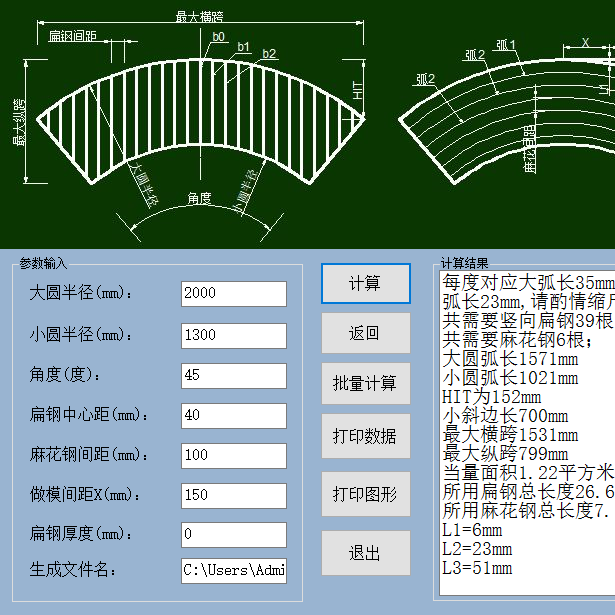 最大横跨
扁钢间距
b0
b1
b2
HIT
最大纵跨
大圆半径
角度
小圆半径
弧1
弧2
弧2
X
L1
麻花间距
参数输入
大圆半径(mm):
2000
小圆半径(mm):
1300
角度(度):
45
扁钢中心距(mm):
40
麻花钢间距(mm):
100
做模间距X(mm):
150
扁钢厚度(mm):
0
生成文件名:
C:\Users\Admi
计算
返回
批量计算
打印数据
打印图形
退出
计算结果
每度对应大弧长35mm
弧长23mm,请酌情缩尺
共需要竖向扁钢39根
共需要麻花钢6根;
大圆弧长1571mm
小圆弧长1021mm
HIT为152mm
小斜边长700mm
最大横跨1531mm
最大纵跨799mm
当量面积1.22平方米
所用扁钢总长度26.6
所用麻花钢总长度7.
L1=6mm
L2=23mm
L3=51mm